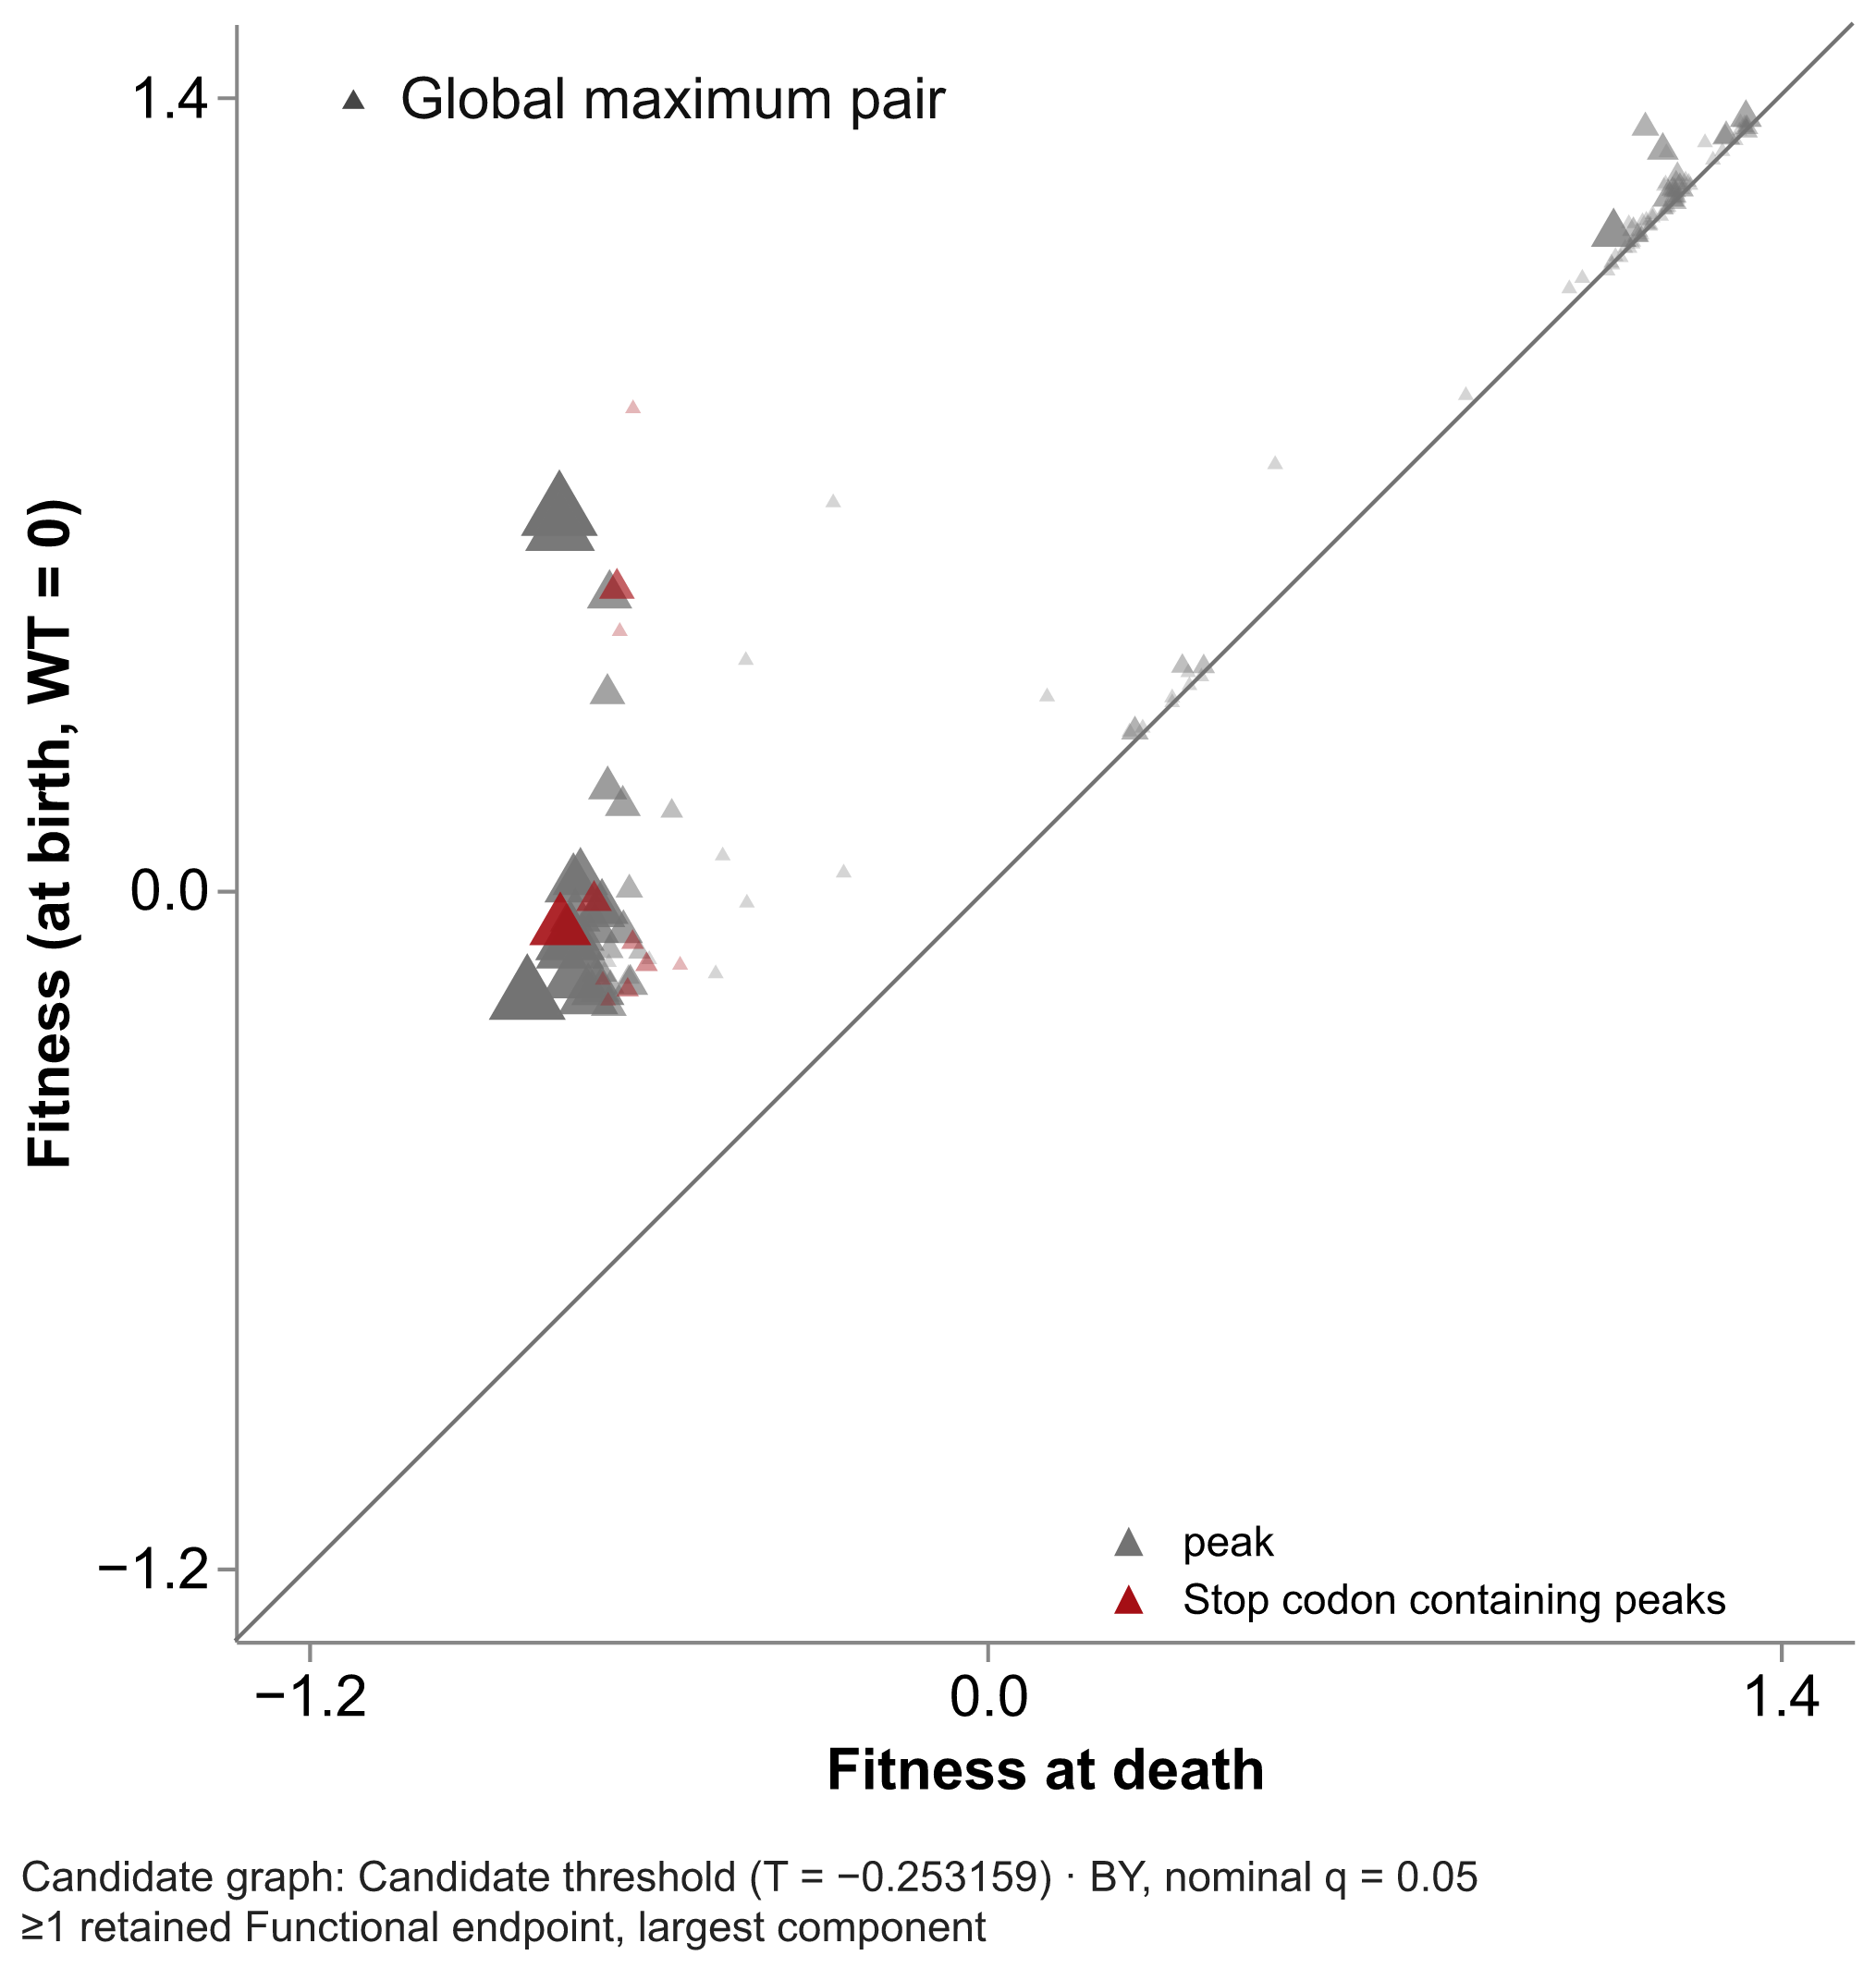 1.4
Global maximum pair
Fitness (at birth, WT = 0)
0.0
−1.2
peak
Stop codon containing peaks
−1.2
0.0
1.4
Fitness at death
Candidate graph: Candidate threshold (T = −0.253159) · BY, nominal q = 0.05
≥1 retained Functional endpoint, largest component